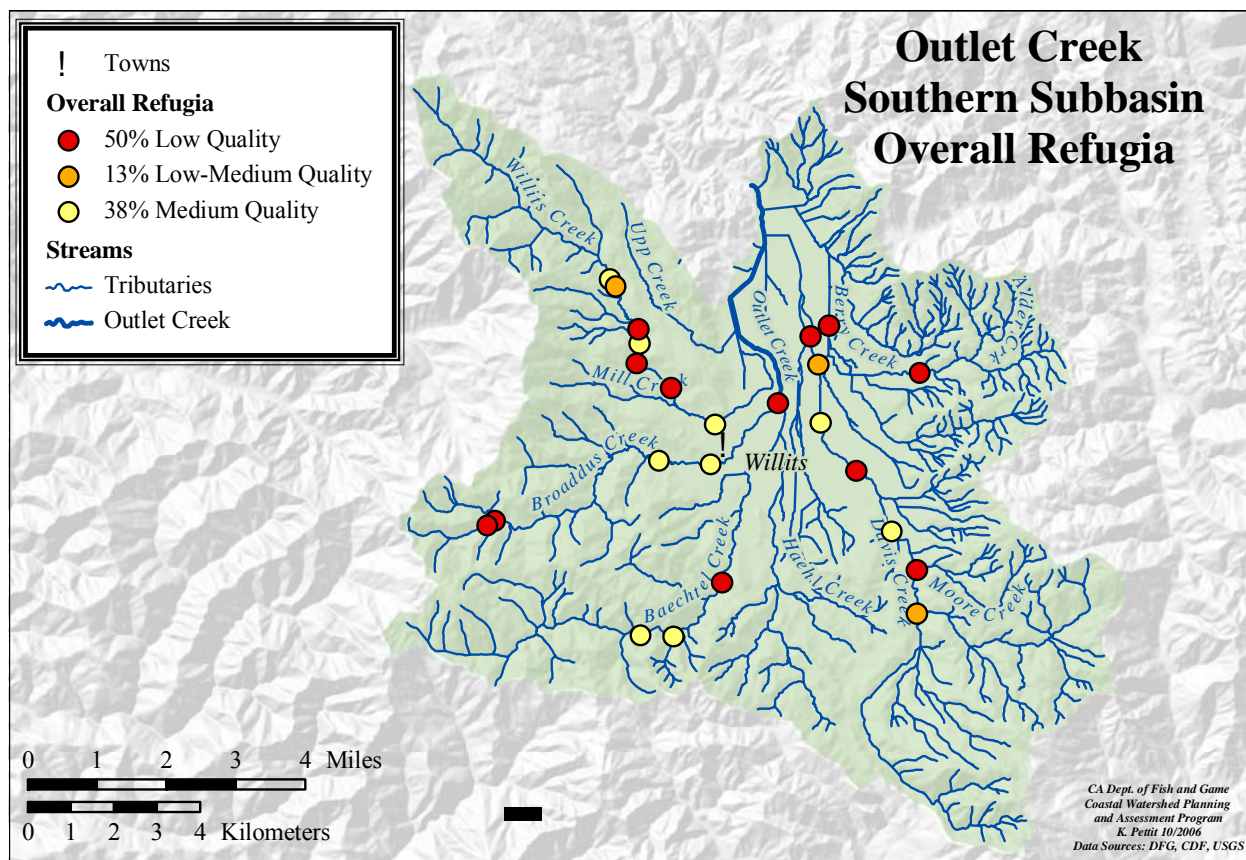 Outlet Creek
Southern Subbasin
Overall Refugia
! Towns
Overall Refugia
50% Low Quality
13% Low-Medium Quality
38% Medium Quality
Streams
Tributaries
Outlet Creek
Willits Creek
Upp Creek
Outlet Creek
Berry Creek
Alder Crk
Mill Creek
Broaddus Creek
!
Willits
Baechtel Creek
Haehl Creek
Davis Creek
Moore Creek
0 1 2 3 4 Miles
0 1 2 3 4 Kilometers
CA Dept. of Fish and Game
Coastal Watershed Planning
and Assessment Program
K. Pettit 10/2006
Data Sources: DFG, CDF, USGS